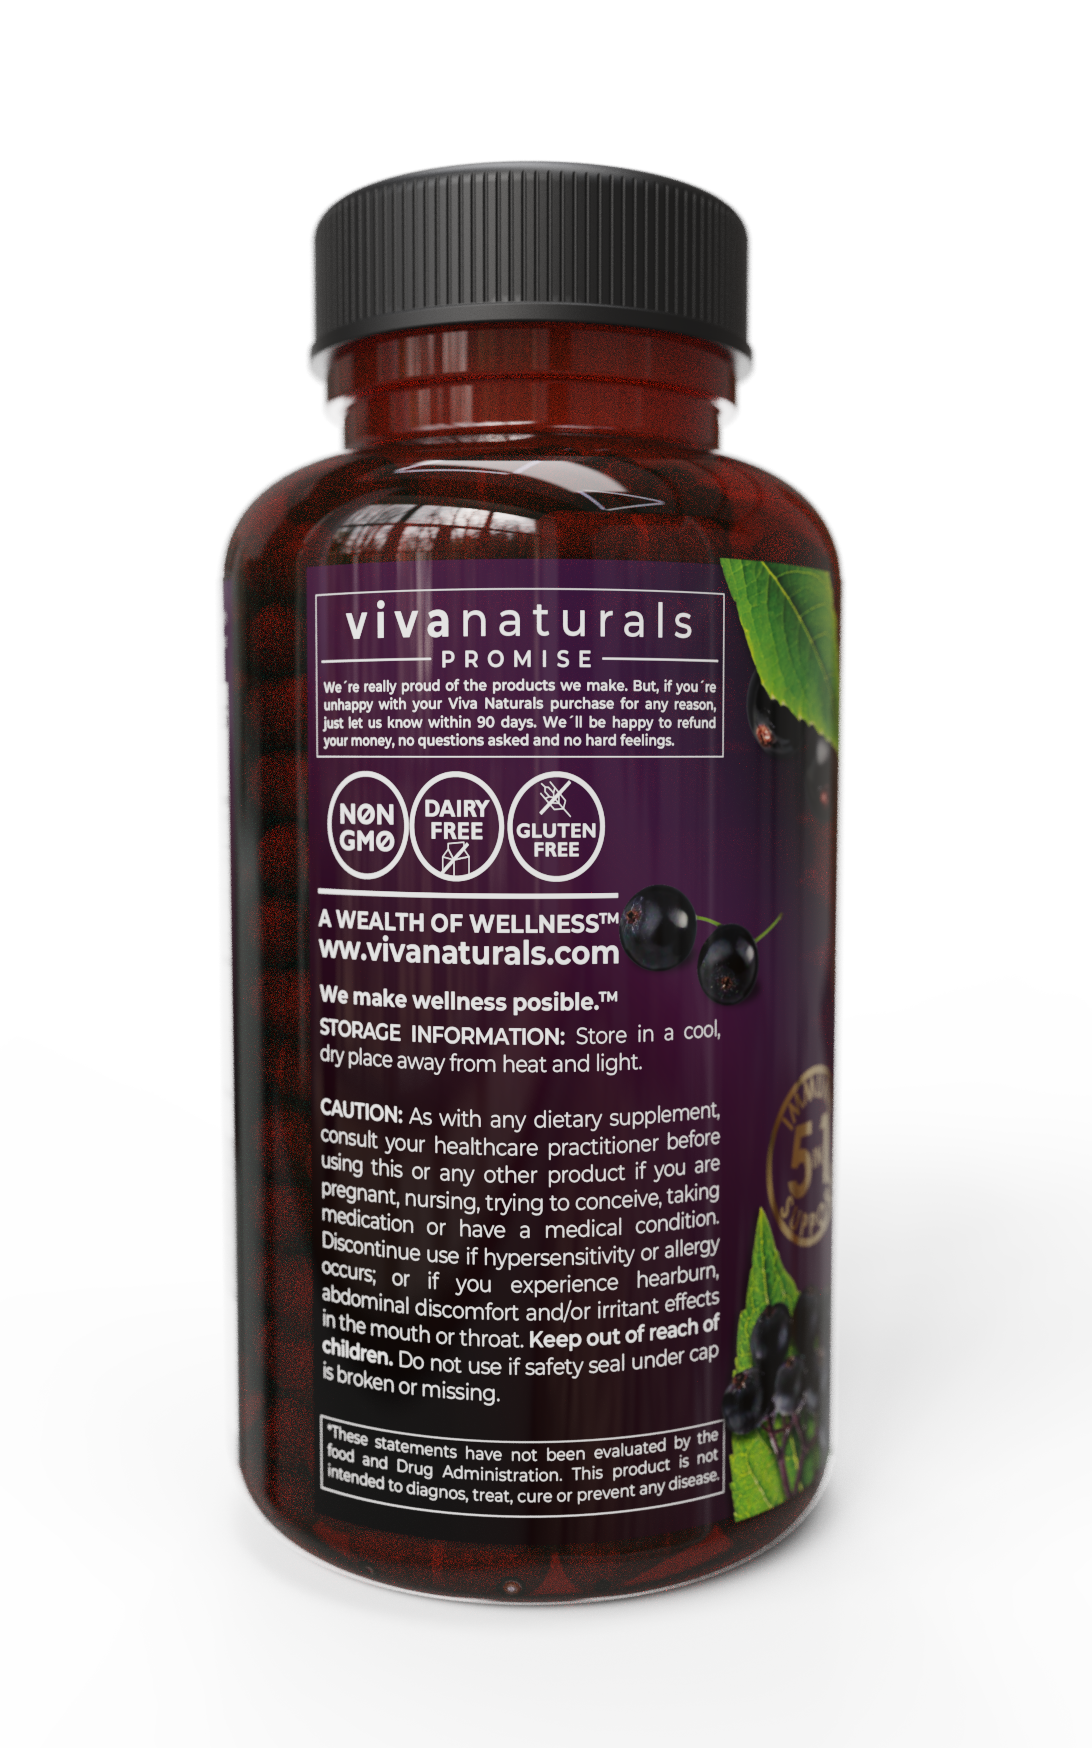 vivanaturals
PROMISE
We´re really proud of the products we make. But, if you´re
unhappy with your Viva Naturals purchase for any reason,
just let us know within 90 days. We´ll be happy to refund
your money, no questions asked and no hard feelings.
NØN
GMØ
DAIRY
FREE
GLUTEN
FREE
A WEALTH OF WELLNESS™
ww.vivanaturals.com
We make wellness posible.™
STORAGE INFORMATION: Store in a cool,
dry place away from heat and light.
CAUTION: As with any dietary supplement,
consult your healthcare practitioner before
using this or any other product if you are
pregnant, nursing, trying to conceive, taking
medication or have a medical condition.
Discontinue use if hypersensitivity or allergy
occurs; or if you experience hearburn,
abdominal discomfort and/or irritant effects
in the mouth or throat. Keep out of reach of
children. Do not use if safety seal under cap
is broken or missing.
*These statements have not been evaluated by the
food and Drug Administration. This product is not
intended to diagnos, treat, cure or prevent any disease.
5